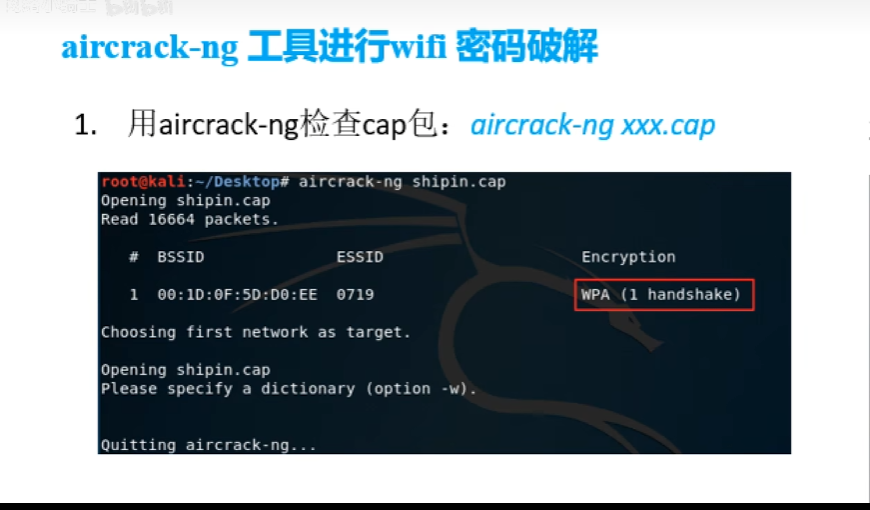 aircrack-ng 工具进行wifi 密码破解
1. 用aircrack-ng检查cap包：aircrack-ng xxx.cap
root@kali:~/Desktop# aircrack-ng shipin.cap
Opening shipin.cap
Read 16664 packets.
# BSSID ESSID Encryption
1 00:1D:0F:5D:D0:EE 0719 WPA (1 handshake)
Choosing first network as target.
Opening shipin.cap
Please specify a dictionary (option -w).
Quitting aircrack-ng...